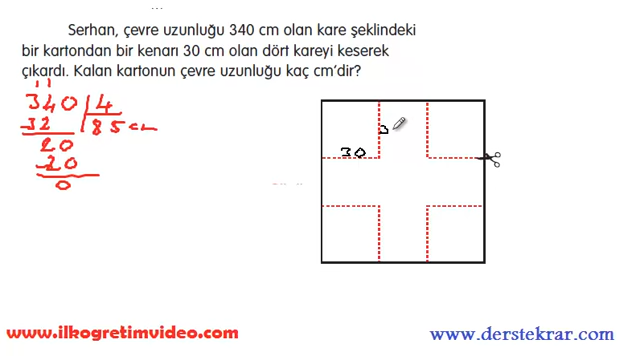 Serhan, çevre uzunluğu 340 cm olan kare şeklindeki
bir kartondan bir kenarı 30 cm olan dört kareyi keserek
çıkardı. Kalan kartonun çevre uzunluğu kaç cm'dir?
340 4
-32 85 cm
20
-20
0
3
30
www.ilkogretimvideo.com
www.derstekrar.com